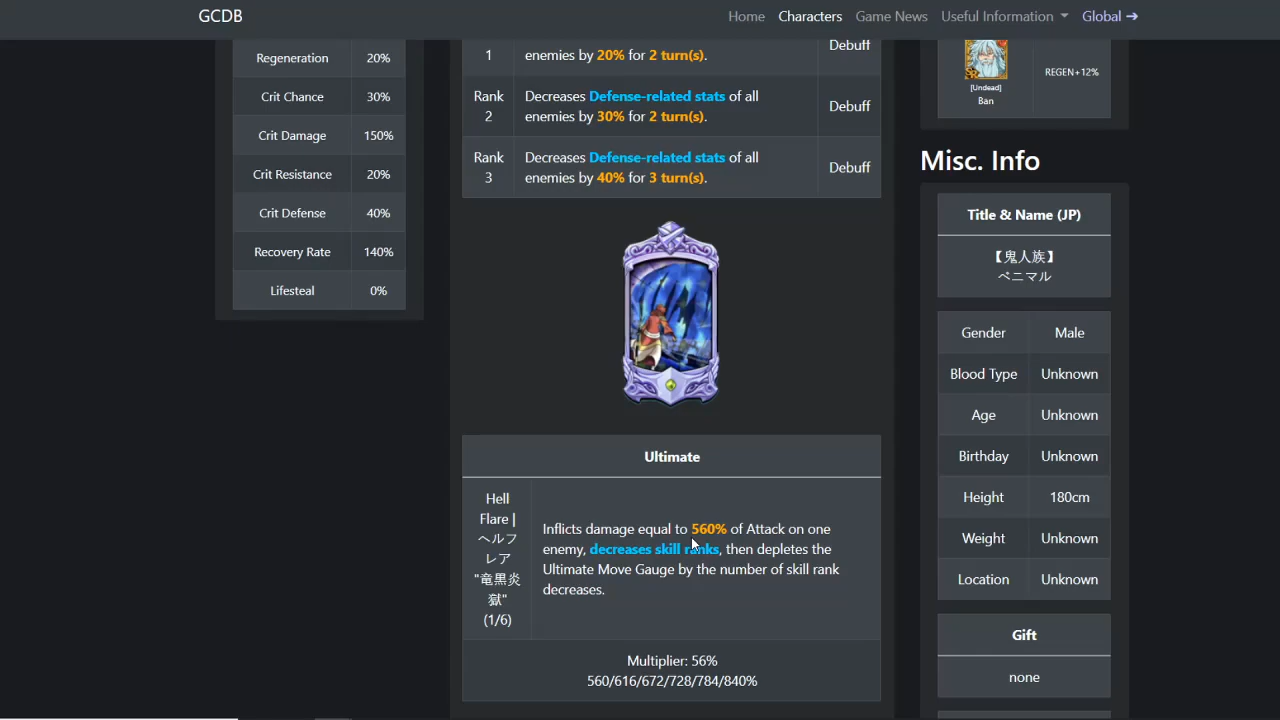 GCDB
Home
Characters
Game News
Useful Information
Global ➔
Regeneration 20%
Crit Chance 30%
Crit Damage 150%
Crit Resistance 20%
Crit Defense 40%
Recovery Rate 140%
Lifesteal 0%
1
enemies by 20% for 2 turn(s).
Debuff
Rank
2
Decreases Defense-related stats of all
enemies by 30% for 2 turn(s).
Debuff
Rank
3
Decreases Defense-related stats of all
enemies by 40% for 3 turn(s).
Debuff
Ultimate
Hell
Flare |
ヘルフ
レア
"竜黒炎
獄"
(1/6)
Inflicts damage equal to 560% of Attack on one
enemy, decreases skill ranks, then depletes the
Ultimate Move Gauge by the number of skill rank
decreases.
Multiplier: 56%
560/616/672/728/784/840%
SR
[Undead]
Ban
REGEN+12%
Misc. Info
Title & Name (JP)
【鬼人族】
ベニマル
Gender Male
Blood Type Unknown
Age Unknown
Birthday Unknown
Height 180cm
Weight Unknown
Location Unknown
Gift
none